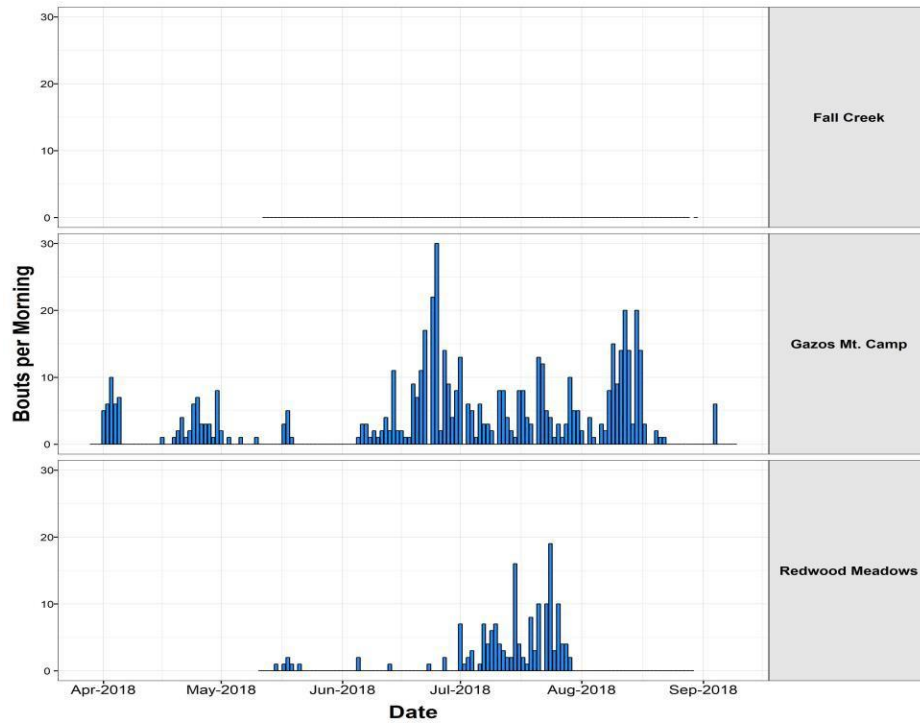 30
20
10
0
Fall Creek
30
20
10
0
Gazos Mt. Camp
30
20
10
0
Redwood Meadows
Bouts per Morning
Apr-2018 May-2018 Jun-2018 Jul-2018 Aug-2018 Sep-2018
Date